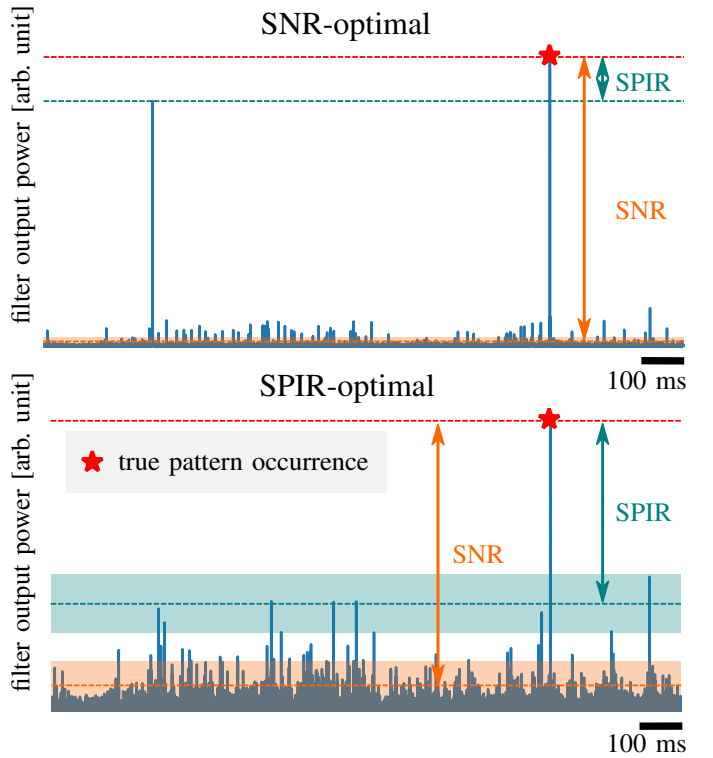 SNR-optimal
filter output power [arb. unit]
SPIR
SNR
100 ms
SPIR-optimal
filter output power [arb. unit]
true pattern occurrence
SPIR
SNR
100 ms